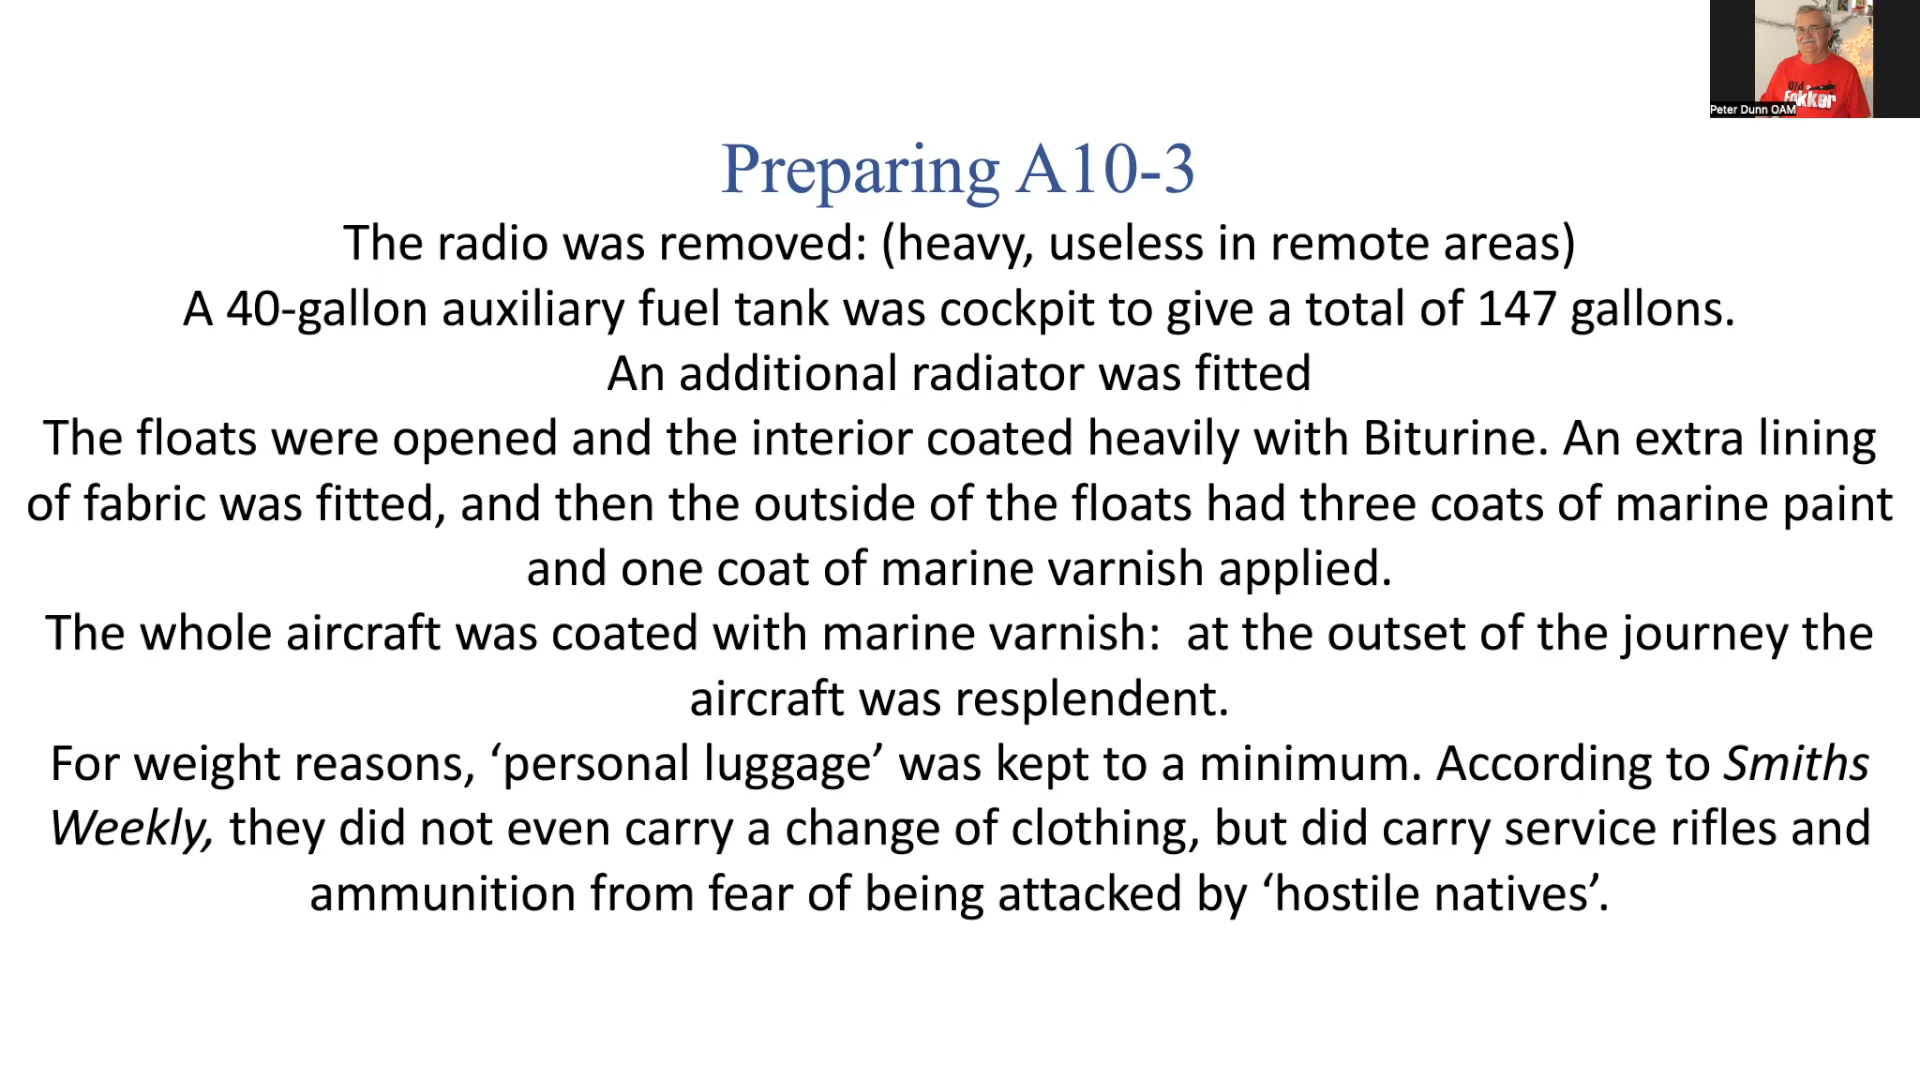 Old
Fokker
Peter Dunn OAM
Preparing A10-3
The radio was removed: (heavy, useless in remote areas)
A 40-gallon auxiliary fuel tank was cockpit to give a total of 147 gallons.
An additional radiator was fitted
The floats were opened and the interior coated heavily with Biturine. An extra lining
of fabric was fitted, and then the outside of the floats had three coats of marine paint
and one coat of marine varnish applied.
The whole aircraft was coated with marine varnish:  at the outset of the journey the
aircraft was resplendent.
For weight reasons, ‘personal luggage’ was kept to a minimum. According to Smiths
Weekly, they did not even carry a change of clothing, but did carry service rifles and
ammunition from fear of being attacked by ‘hostile natives’.